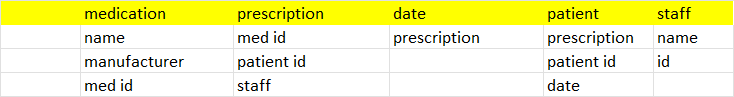 medication prescription date patient staff
name med id prescription prescription name
manufacturer patient id patient id id
med id staff date